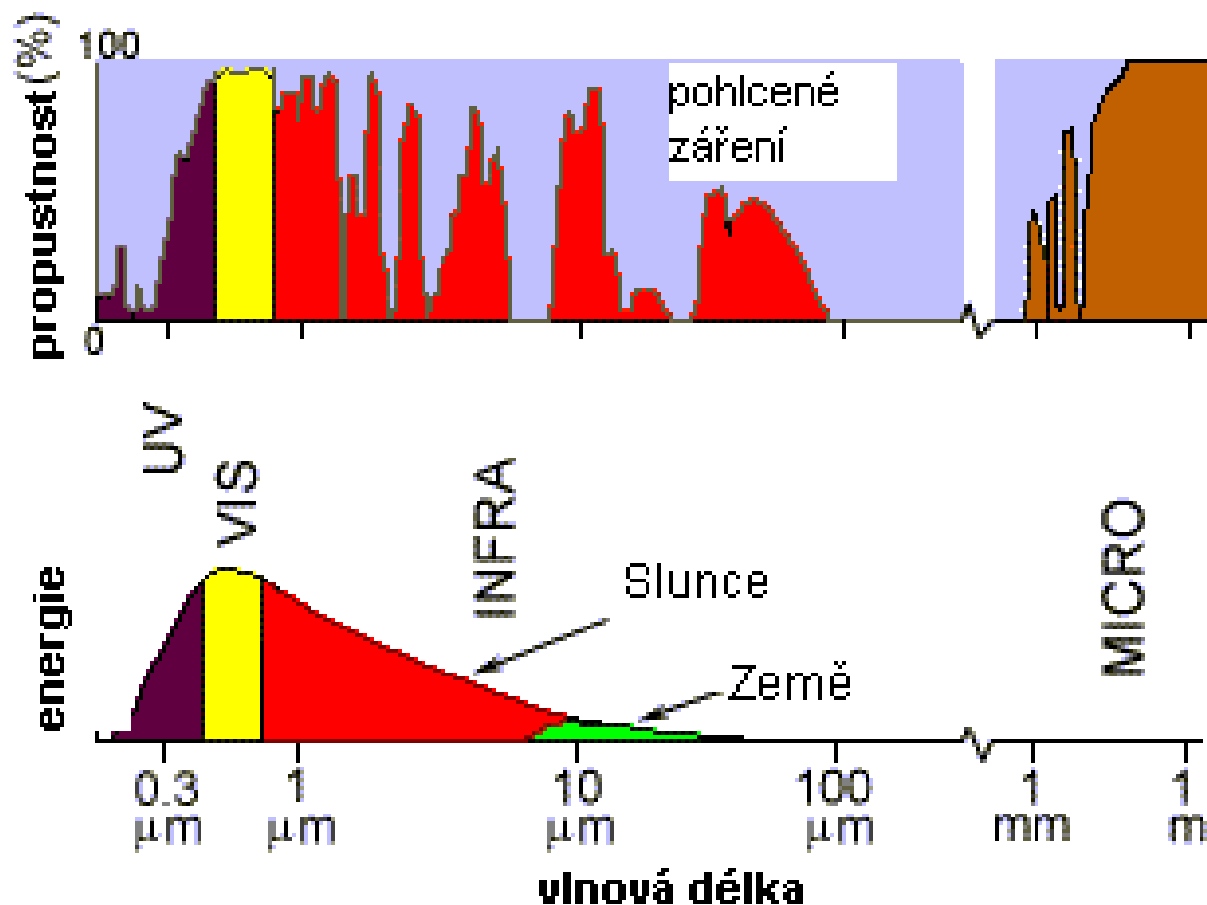 propustnost (%)
100
0
pohlcené
záření
UV
VIS
INFRA
MICRO
energie
Slunce
Země
0.3
μm
1
μm
10
μm
100
μm
1
mm
1
m
vlnová délka